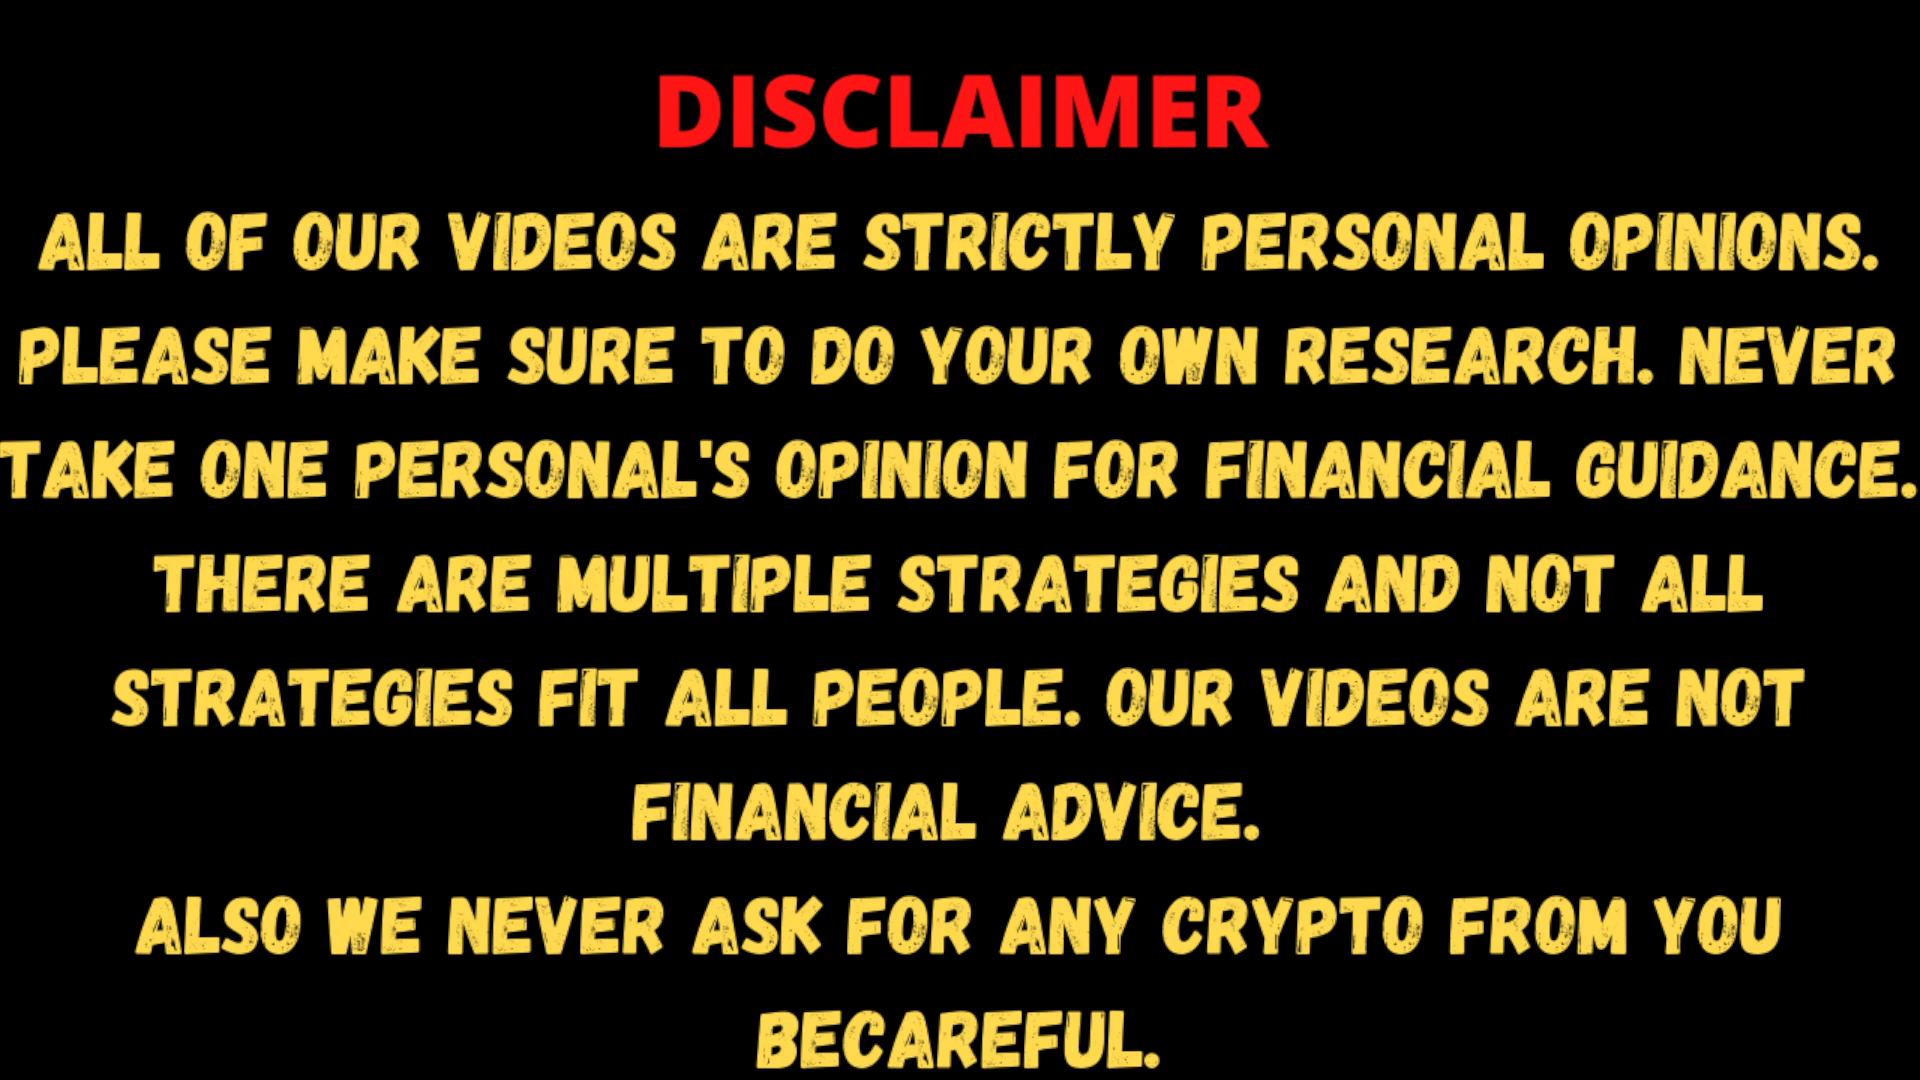 DISCLAIMER
ALL OF OUR VIDEOS ARE STRICTLY PERSONAL OPINIONS.
PLEASE MAKE SURE TO DO YOUR OWN RESEARCH. NEVER
TAKE ONE PERSONAL'S OPINION FOR FINANCIAL GUIDANCE.
THERE ARE MULTIPLE STRATEGIES AND NOT ALL
STRATEGIES FIT ALL PEOPLE. OUR VIDEOS ARE NOT
FINANCIAL ADVICE.
ALSO WE NEVER ASK FOR ANY CRYPTO FROM YOU
BECAREFUL.